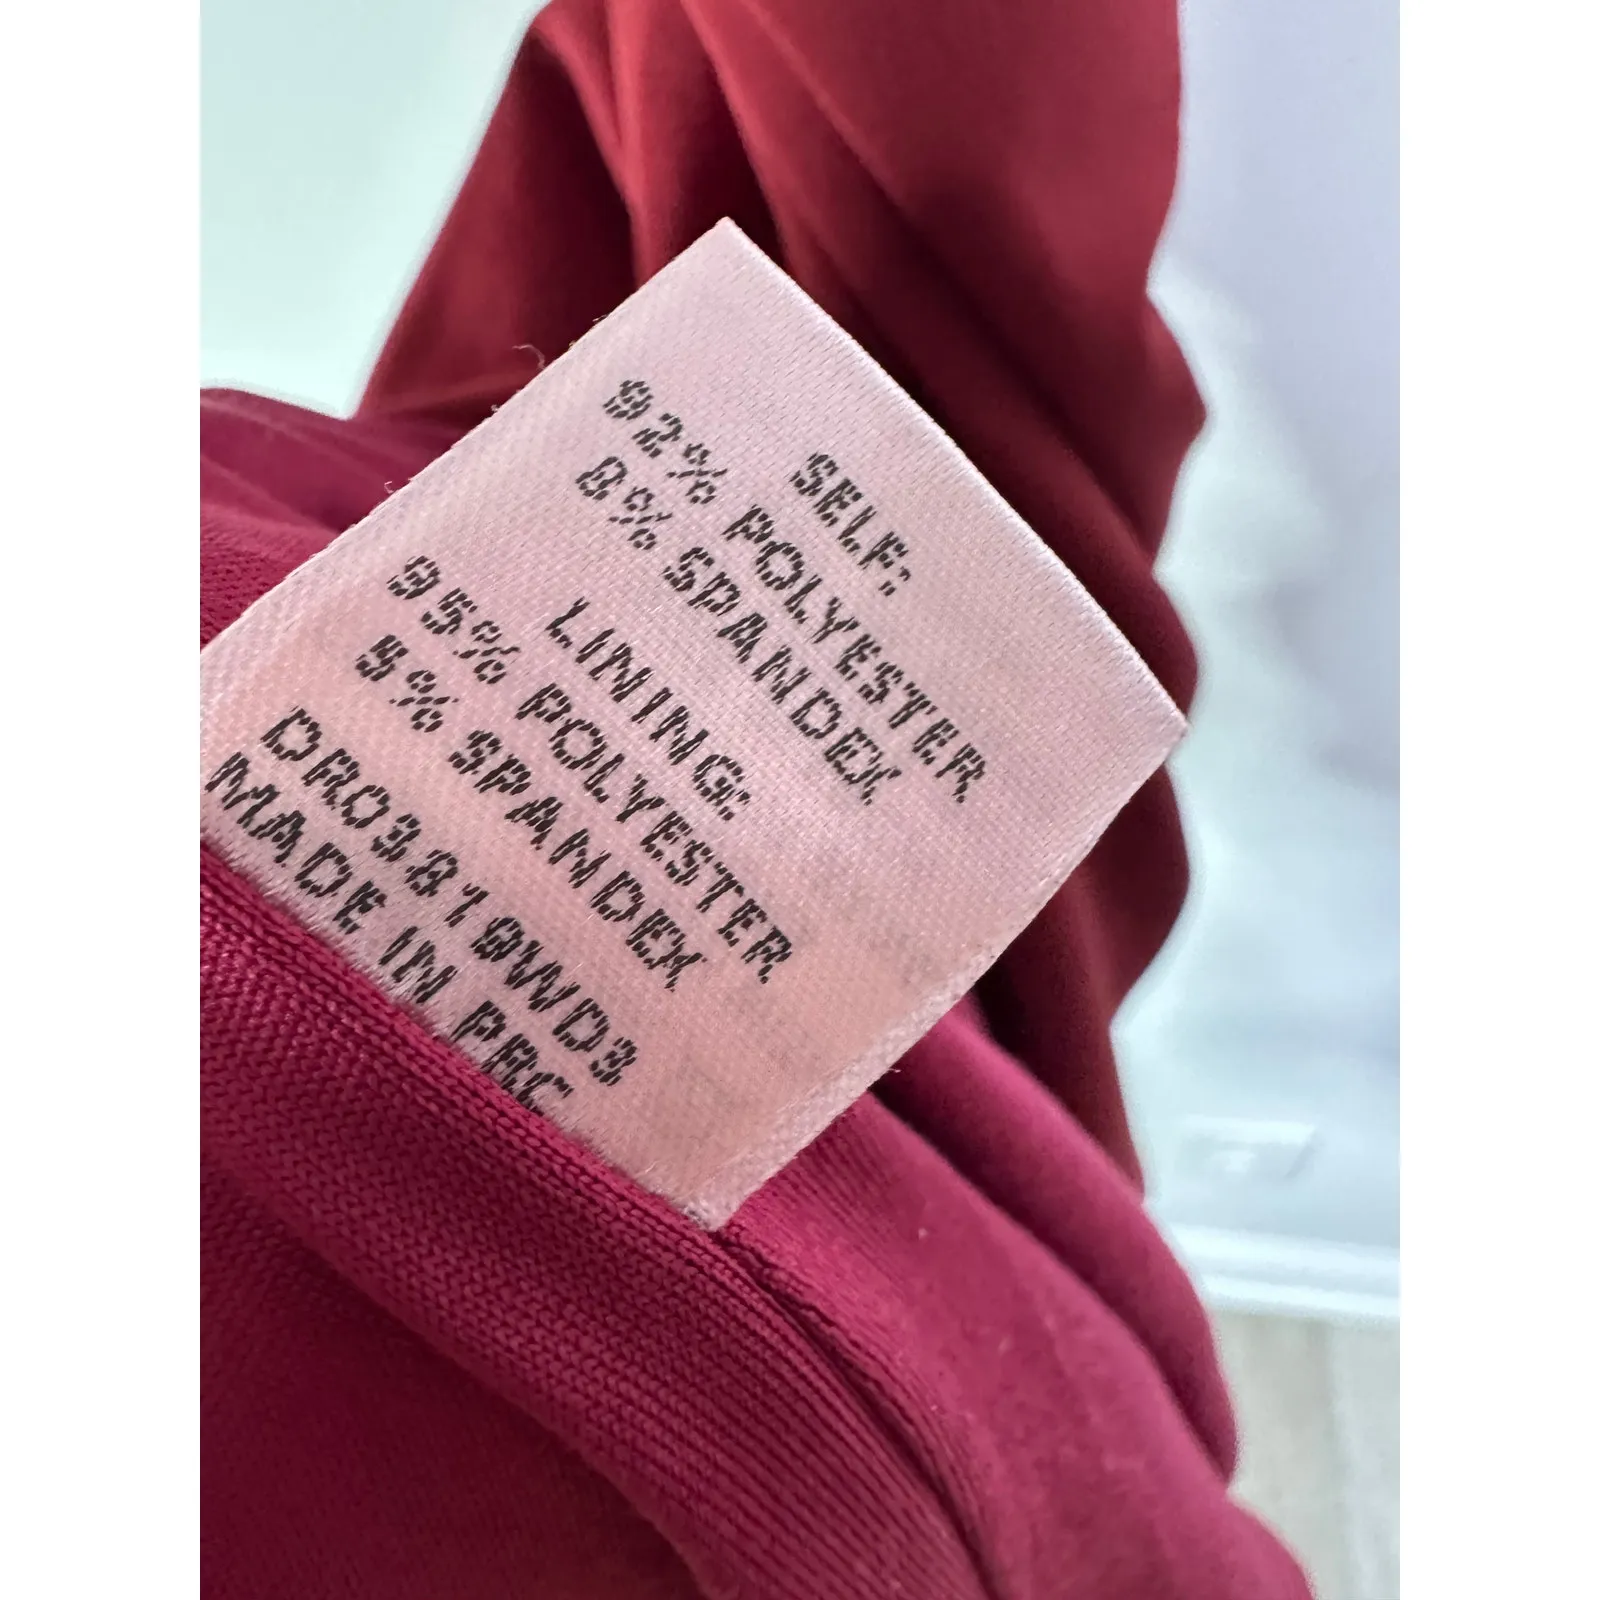 SELF:
92% POLYESTER
8% SPANDEX
LINING:
95% POLYESTER
5% SPANDEX
DR03819WD3
MADE IN PRC